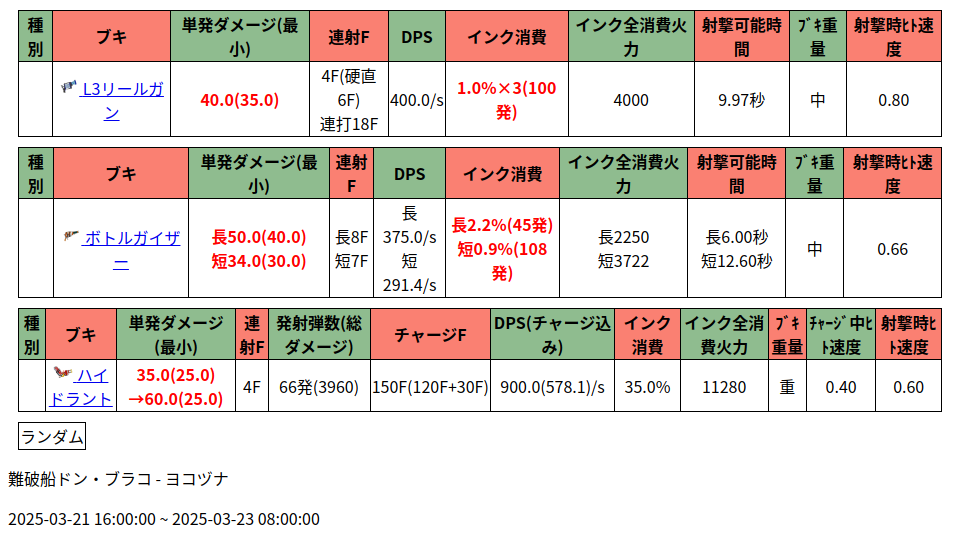 種別 ブキ 単発ダメージ(最小) 連射F DPS インク消費 インク全消費火力 射撃可能時間 ﾌﾞｷ重量 射撃時ﾋﾄ速度
L3リールガン 40.0(35.0) 4F(硬直6F) 連打18F 400.0/s 1.0%×3(100発) 4000 9.97秒 中 0.80
種別 ブキ 単発ダメージ(最小) 連射F DPS インク消費 インク全消費火力 射撃可能時間 ﾌﾞｷ重量 射撃時ﾋﾄ速度
ボトルガイザー 長50.0(40.0) 短34.0(30.0) 長8F 短7F 長375.0/s 短291.4/s 長2.2%(45発) 短0.9%(108発) 長2250 短3722 長6.00秒 短12.60秒 中 0.66
種別 ブキ 単発ダメージ(最小) 連射F 発射弾数(総ダメージ) チャージF DPS(チャージ込み) インク消費 インク全消費火力 ﾌﾞｷ重量 ﾁｬｰｼﾞ中ﾋﾄ速度 射撃時ﾋﾄ速度
ハイドラント 35.0(25.0) →60.0(25.0) 4F 66発(3960) 150F(120F+30F) 900.0(578.1)/s 35.0% 11280 重 0.40 0.60
ランダム
難破船ドン・ブラコ - ヨコヅナ
2025-03-21 16:00:00 ~ 2025-03-23 08:00:00